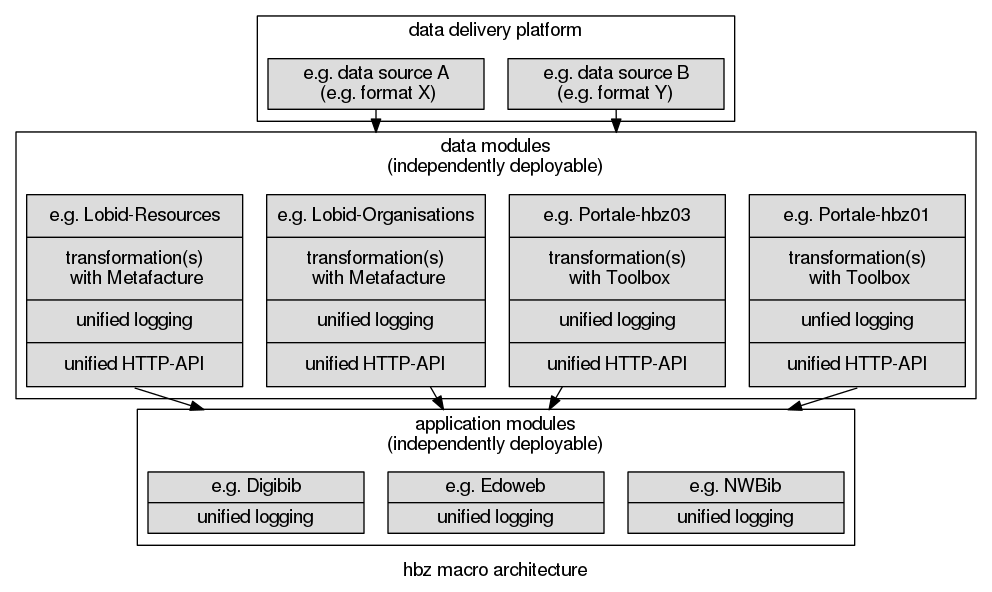 data delivery platform
e.g. data source A
(e.g. format X)
e.g. data source B
(e.g. format Y)
data modules
(independently deployable)
e.g. Lobid-Resources
transformation(s)
with Metafacture
unified logging
unified HTTP-API
e.g. Lobid-Organisations
transformation(s)
with Metafacture
unified logging
unified HTTP-API
e.g. Portale-hbz03
transformation(s)
with Toolbox
unified logging
unified HTTP-API
e.g. Portale-hbz01
transformation(s)
with Toolbox
unfied logging
unified HTTP-API
application modules
(independently deployable)
e.g. Digibib
unified logging
e.g. Edoweb
unified logging
e.g. NWBib
unified logging
hbz macro architecture